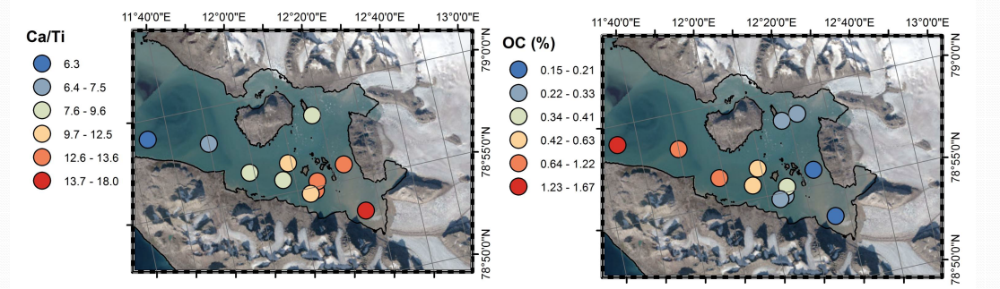 11°40'0"E 12°0'0"E 12°20'0"E 12°40'0"E 13°0'0"E
Ca/Ti
6.3
6.4 - 7.5
7.6 - 9.6
9.7 - 12.5
12.6 - 13.6
13.7 - 18.0
79°0'0"N
78°55'0"N
78°50'0"N
11°40'0"E 12°0'0"E 12°20'0"E 12°40'0"E 13°0'0"E
OC (%)
0.15 - 0.21
0.22 - 0.33
0.34 - 0.41
0.42 - 0.63
0.64 - 1.22
1.23 - 1.67
79°0'0"N
78°55'0"N
78°50'0"N